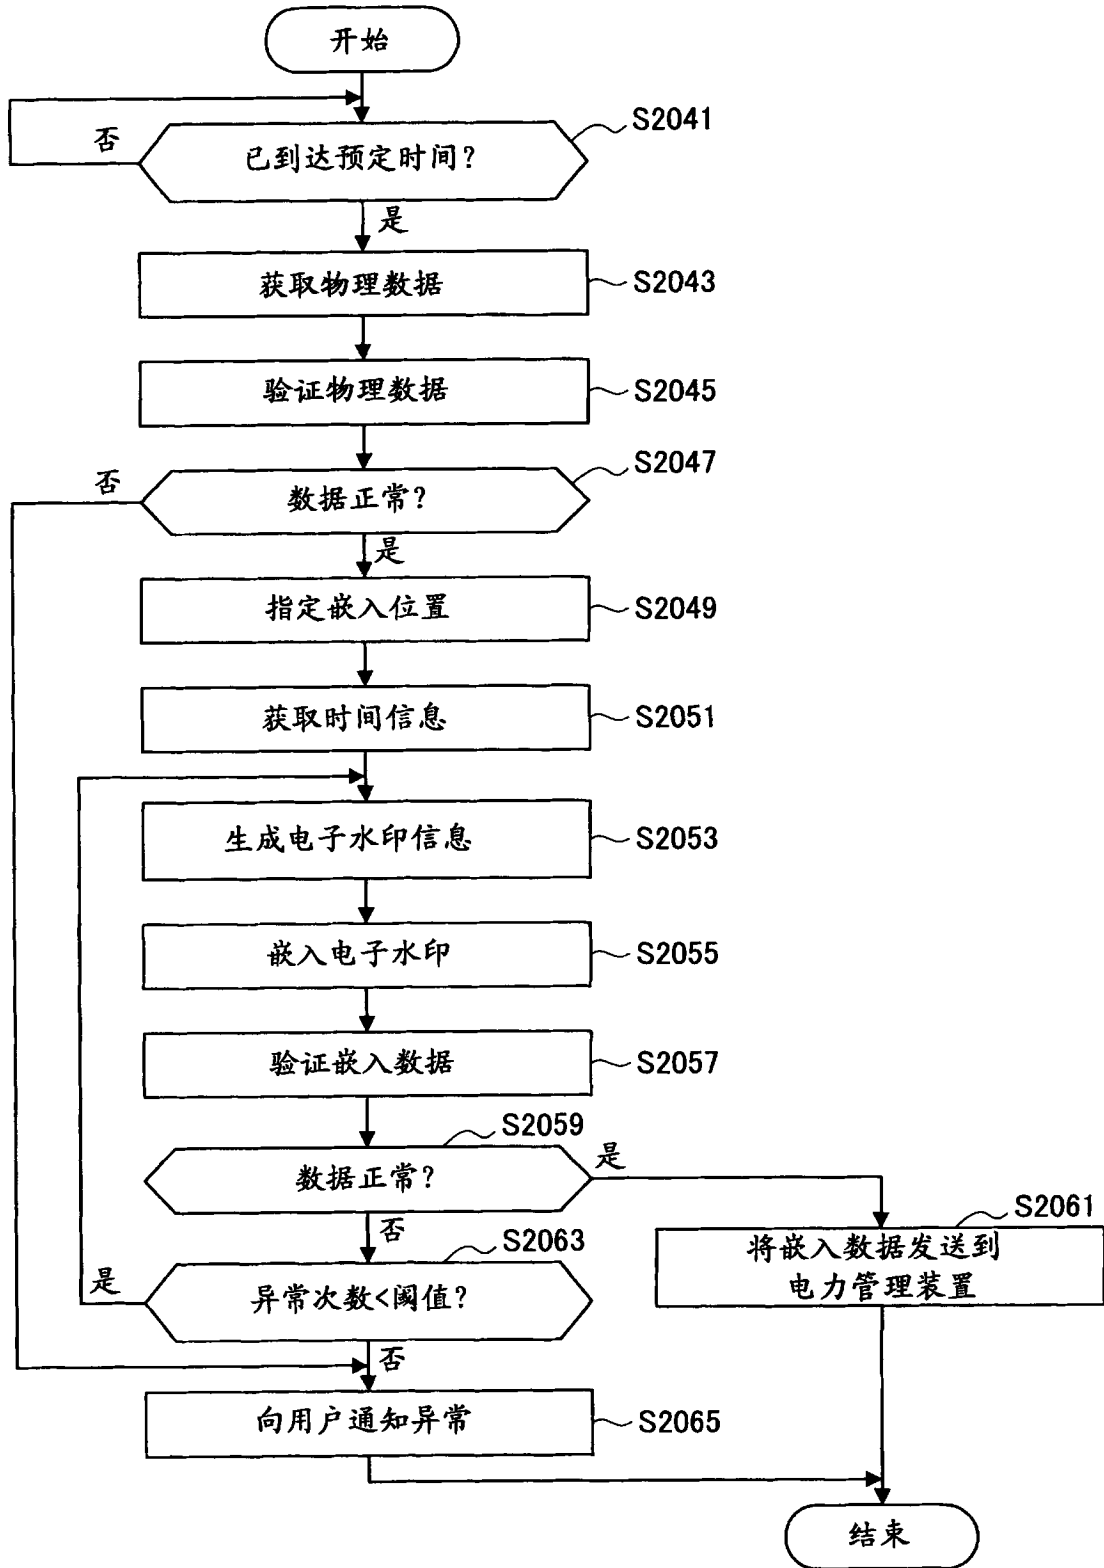 开始
S2041
否
已到达预定时间?
是
获取物理数据
S2043
验证物理数据
S2045
S2047
否
数据正常?
是
指定嵌入位置
S2049
获取时间信息
S2051
生成电子水印信息
S2053
嵌入电子水印
S2055
验证嵌入数据
S2057
S2059
数据正常?
是
否
S2061
将嵌入数据发送到
电力管理装置
S2063
是
异常次数<阈值?
否
向用户通知异常
S2065
结束